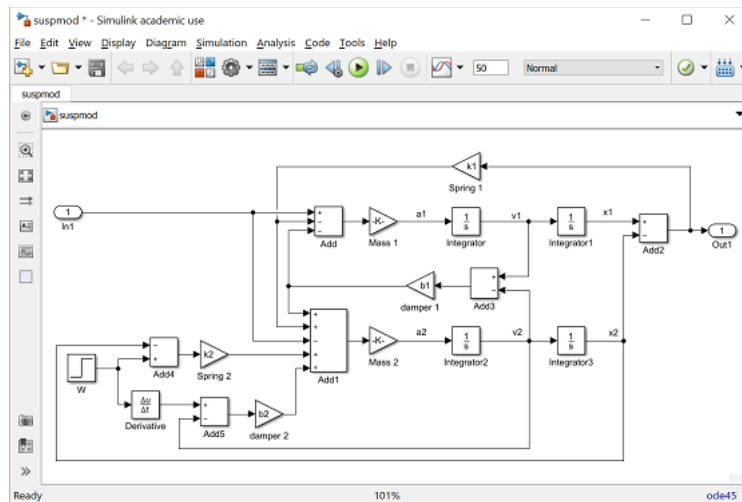 suspmod * - Simulink academic use
File Edit View Display Diagram Simulation Analysis Code Tools Help
50 Normal
suspmod
suspmod
k1
Spring 1
1
In1
+
−
−
Add
-K-
Mass 1
a1
1
s
Integrator
v1
1
s
Integrator1
x1
+
−
Add2
1
Out1
b1
damper 1
+
−
Add3
+
+
−
+
+
Add1
-K-
Mass 2
a2
1
s
Integrator2
v2
1
s
Integrator3
x2
−
+
Add4
k2
Spring 2
W
Δu
Δt
Derivative
+
−
Add5
b2
damper 2
Ready 101% ode45